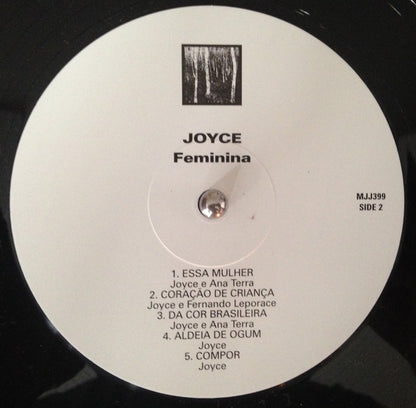 JOYCE
Feminina
MJJ399
SIDE 2
1. ESSA MULHER
Joyce e Ana Terra
2. CORAÇÃO DE CRIANÇA
Joyce e Fernando Leporace
3. DA COR BRASILEIRA
Joyce e Ana Terra
4. ALDEIA DE OGUM
Joyce
5. COMPOR
Joyce